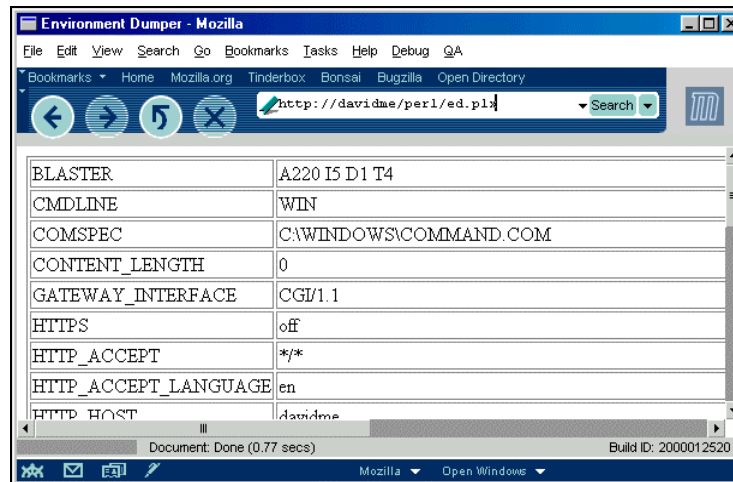 Environment Dumper - Mozilla
File Edit View Search Go Bookmarks Tasks Help Debug QA
Bookmarks Home Mozilla.org Tinderbox Bonsai Bugzilla Open Directory
http://davidme/perl/ed.plx Search
BLASTER A220 I5 D1 T4
CMDLINE WIN
COMSPEC C:\WINDOWS\COMMAND.COM
CONTENT_LENGTH 0
GATEWAY_INTERFACE CGI/1.1
HTTPS off
HTTP_ACCEPT */*
HTTP_ACCEPT_LANGUAGE en
HTTP_HOST davidme
Document: Done (0.77 secs) Build ID: 2000012520
Mozilla Open Windows